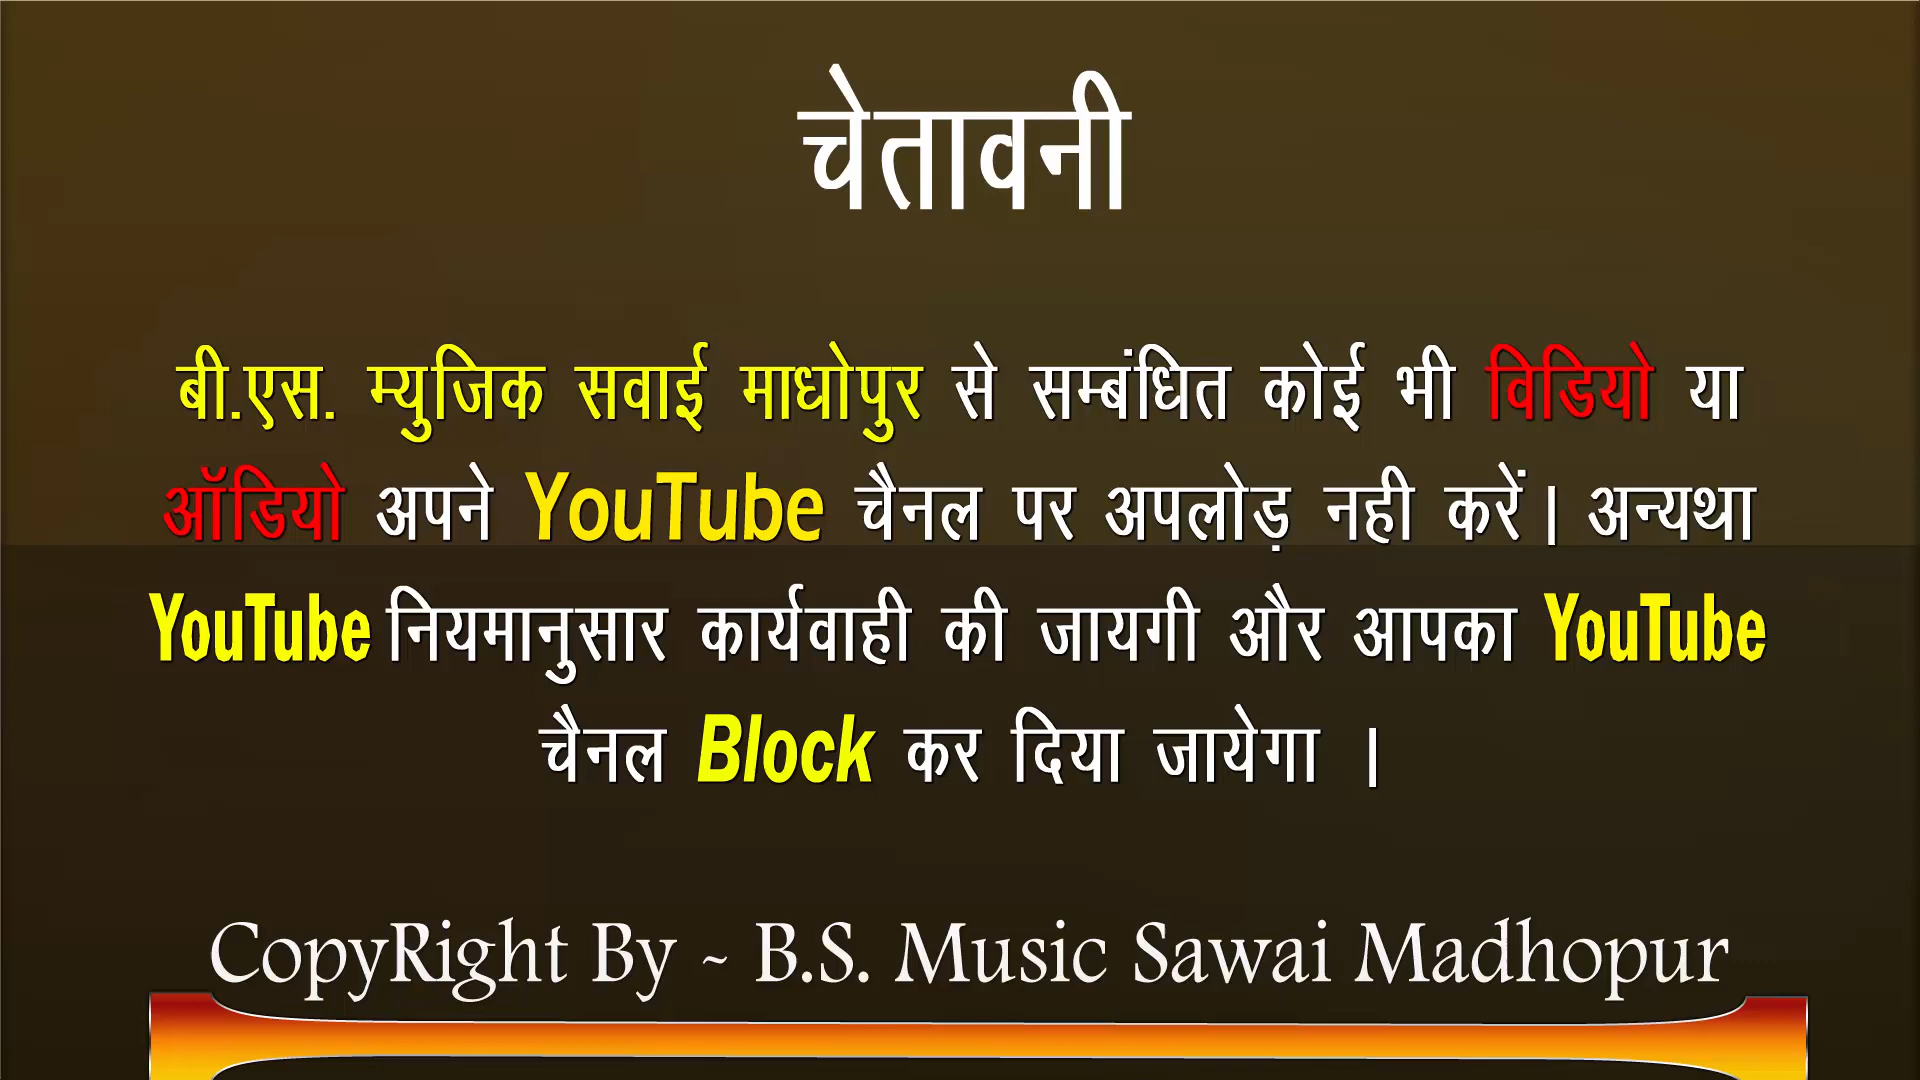 चेतावनी
बी.एस. म्युजिक सवाई माधोपुर से सम्बंधित कोई भी विडियो या
ऑडियो अपने YouTube चैनल पर अपलोड़ नही करें। अन्यथा
YouTube नियमानुसार कार्यवाही की जायगी और आपका YouTube
चैनल Block कर दिया जायेगा ।
CopyRight By - B.S. Music Sawai Madhopur